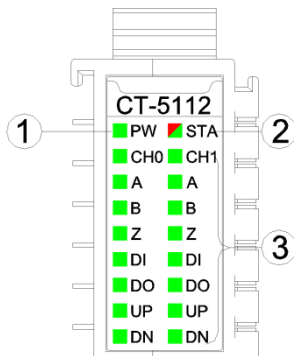 CT-5112
1 PW STA 2
CH0 CH1
A A
B B
Z Z
3
DI DI
DO DO
UP UP
DN DN